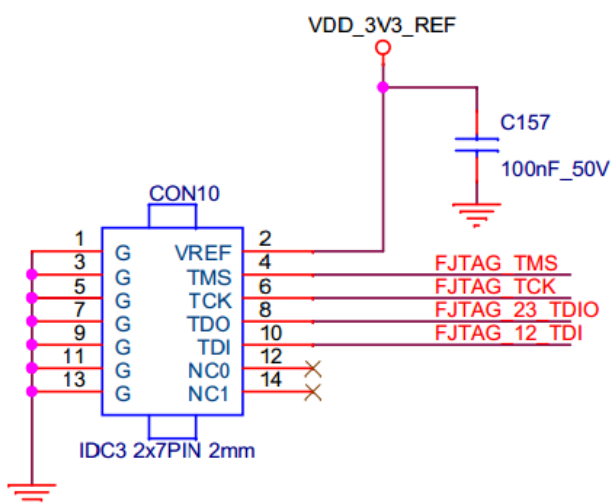 VDD_3V3_REF
C157
100nF_50V
CON10
1 G VREF 2
3 G TMS 4 FJTAG_TMS
5 G TCK 6 FJTAG_TCK
7 G TDO 8 FJTAG_23_TDIO
9 G TDI 10 FJTAG_12_TDI
11 G NC0 12
13 G NC1 14
IDC3 2x7PIN 2mm